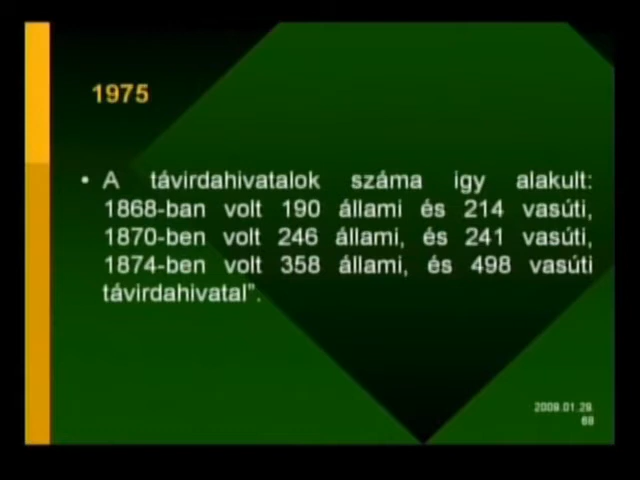 1975
• A távirdahivatalok száma igy alakult:
1868-ban volt 190 állami és 214 vasúti,
1870-ben volt 246 állami, és 241 vasúti,
1874-ben volt 358 állami, és 498 vasúti
távirdahivatal”.
2009.01.29.
68